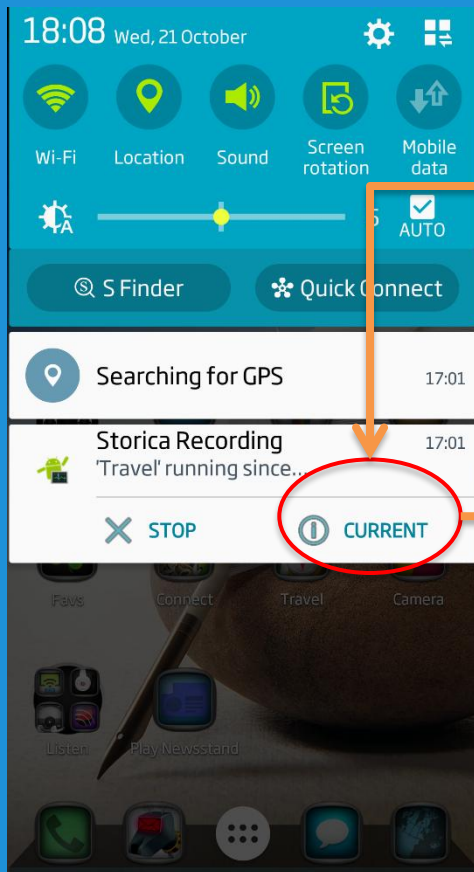 18:08 Wed, 21 October
Wi-Fi
Location
Sound
Screen
rotation
Mobile
data
A
5
AUTO
S Finder
Quick Connect
Searching for GPS
17:01
Storica Recording
17:01
'Travel' running since...
STOP
CURRENT
Favs
Connect
Travel
Camera
Listen
Play Newsstand